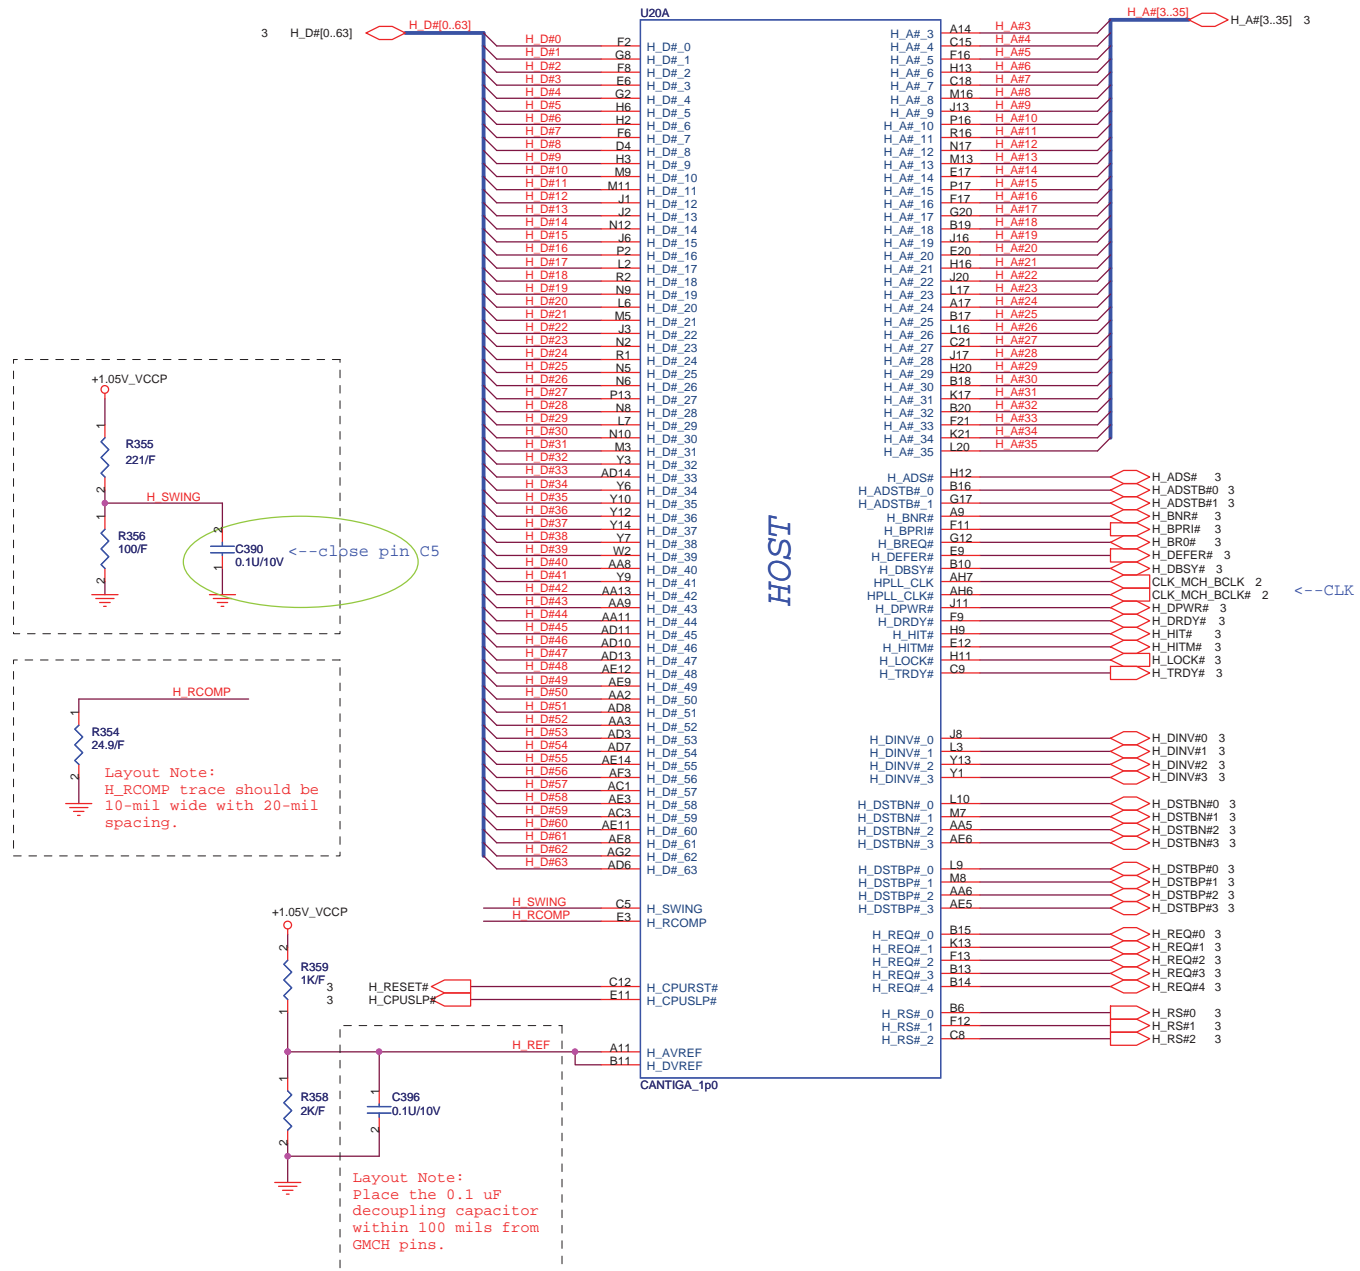 U20A
3 H_D#[0..63]
H_D#[0..63]
H_A#[3..35]
H_A#[3..35] 3
H_D#0 F2 H_D#_0
H_D#1 G8 H_D#_1
H_D#2 F8 H_D#_2
H_D#3 E6 H_D#_3
H_D#4 G2 H_D#_4
H_D#5 H6 H_D#_5
H_D#6 H2 H_D#_6
H_D#7 F6 H_D#_7
H_D#8 D4 H_D#_8
H_D#9 H3 H_D#_9
H_D#10 M9 H_D#_10
H_D#11 M11 H_D#_11
H_D#12 J1 H_D#_12
H_D#13 J2 H_D#_13
H_D#14 N12 H_D#_14
H_D#15 J6 H_D#_15
H_D#16 P2 H_D#_16
H_D#17 L2 H_D#_17
H_D#18 R2 H_D#_18
H_D#19 N9 H_D#_19
H_D#20 L6 H_D#_20
H_D#21 M5 H_D#_21
H_D#22 J3 H_D#_22
H_D#23 N2 H_D#_23
H_D#24 R1 H_D#_24
H_D#25 N5 H_D#_25
H_D#26 N6 H_D#_26
H_D#27 P13 H_D#_27
H_D#28 N8 H_D#_28
H_D#29 L7 H_D#_29
H_D#30 N10 H_D#_30
H_D#31 M3 H_D#_31
H_D#32 Y3 H_D#_32
H_D#33 AD14 H_D#_33
H_D#34 Y6 H_D#_34
H_D#35 Y10 H_D#_35
H_D#36 Y12 H_D#_36
H_D#37 Y14 H_D#_37
H_D#38 Y7 H_D#_38
H_D#39 W2 H_D#_39
H_D#40 AA8 H_D#_40
H_D#41 Y9 H_D#_41
H_D#42 AA13 H_D#_42
H_D#43 AA9 H_D#_43
H_D#44 AA11 H_D#_44
H_D#45 AD11 H_D#_45
H_D#46 AD10 H_D#_46
H_D#47 AD13 H_D#_47
H_D#48 AE12 H_D#_48
H_D#49 AE9 H_D#_49
H_D#50 AA2 H_D#_50
H_D#51 AD8 H_D#_51
H_D#52 AA3 H_D#_52
H_D#53 AD3 H_D#_53
H_D#54 AD7 H_D#_54
H_D#55 AE14 H_D#_55
H_D#56 AF3 H_D#_56
H_D#57 AC1 H_D#_57
H_D#58 AE3 H_D#_58
H_D#59 AC3 H_D#_59
H_D#60 AE11 H_D#_60
H_D#61 AE8 H_D#_61
H_D#62 AG2 H_D#_62
H_D#63 AD6 H_D#_63
H_SWING C5 H_SWING
H_RCOMP E3 H_RCOMP
3 H_RESET# C12 H_CPURST#
3 H_CPUSLP# E11 H_CPUSLP#
H_REF A11 H_AVREF
B11 H_DVREF
CANTIGA_1p0
HOST
H_A#_3 A14 H_A#3
H_A#_4 C15 H_A#4
H_A#_5 F16 H_A#5
H_A#_6 H13 H_A#6
H_A#_7 C18 H_A#7
H_A#_8 M16 H_A#8
H_A#_9 J13 H_A#9
H_A#_10 P16 H_A#10
H_A#_11 R16 H_A#11
H_A#_12 N17 H_A#12
H_A#_13 M13 H_A#13
H_A#_14 E17 H_A#14
H_A#_15 P17 H_A#15
H_A#_16 F17 H_A#16
H_A#_17 G20 H_A#17
H_A#_18 B19 H_A#18
H_A#_19 J16 H_A#19
H_A#_20 E20 H_A#20
H_A#_21 H16 H_A#21
H_A#_22 J20 H_A#22
H_A#_23 L17 H_A#23
H_A#_24 A17 H_A#24
H_A#_25 B17 H_A#25
H_A#_26 L16 H_A#26
H_A#_27 C21 H_A#27
H_A#_28 J17 H_A#28
H_A#_29 H20 H_A#29
H_A#_30 B18 H_A#30
H_A#_31 K17 H_A#31
H_A#_32 B20 H_A#32
H_A#_33 F21 H_A#33
H_A#_34 K21 H_A#34
H_A#_35 L20 H_A#35
H_ADS# H12 H_ADS# 3
H_ADSTB#_0 B16 H_ADSTB#0 3
H_ADSTB#_1 G17 H_ADSTB#1 3
H_BNR# A9 H_BNR# 3
H_BPRI# F11 H_BPRI# 3
H_BREQ# G12 H_BR0# 3
H_DEFER# E9 H_DEFER# 3
H_DBSY# B10 H_DBSY# 3
HPLL_CLK AH7 CLK_MCH_BCLK 2
HPLL_CLK# AH6 CLK_MCH_BCLK# 2 <--CLK
H_DPWR# J11 H_DPWR# 3
H_DRDY# F9 H_DRDY# 3
H_HIT# H9 H_HIT# 3
H_HITM# E12 H_HITM# 3
H_LOCK# H11 H_LOCK# 3
H_TRDY# C9 H_TRDY# 3
H_DINV#_0 J8 H_DINV#0 3
H_DINV#_1 L3 H_DINV#1 3
H_DINV#_2 Y13 H_DINV#2 3
H_DINV#_3 Y1 H_DINV#3 3
H_DSTBN#_0 L10 H_DSTBN#0 3
H_DSTBN#_1 M7 H_DSTBN#1 3
H_DSTBN#_2 AA5 H_DSTBN#2 3
H_DSTBN#_3 AE6 H_DSTBN#3 3
H_DSTBP#_0 L9 H_DSTBP#0 3
H_DSTBP#_1 M8 H_DSTBP#1 3
H_DSTBP#_2 AA6 H_DSTBP#2 3
H_DSTBP#_3 AE5 H_DSTBP#3 3
H_REQ#_0 B15 H_REQ#0 3
H_REQ#_1 K13 H_REQ#1 3
H_REQ#_2 F13 H_REQ#2 3
H_REQ#_3 B13 H_REQ#3 3
H_REQ#_4 B14 H_REQ#4 3
H_RS#_0 B6 H_RS#0 3
H_RS#_1 F12 H_RS#1 3
H_RS#_2 C8 H_RS#2 3
+1.05V_VCCP
1
R355
221/F
2
H_SWING
1
R356
100/F
2
2
C390
0.1U/10V
1
<--close pin C5
H_RCOMP
1
R354
24.9/F
2
Layout Note:
H_RCOMP trace should be
10-mil wide with 20-mil
spacing.
+1.05V_VCCP
2
R359
1K/F
1
1
R358
2K/F
2
1
C396
0.1U/10V
2
Layout Note:
Place the 0.1 uF
decoupling capacitor
within 100 mils from
GMCH pins.